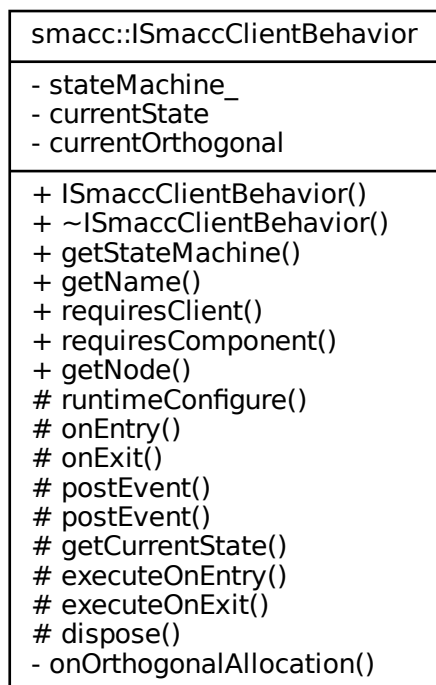 smacc::ISmaccClientBehavior
- stateMachine_
- currentState
- currentOrthogonal
+ ISmaccClientBehavior()
+ ~ISmaccClientBehavior()
+ getStateMachine()
+ getName()
+ requiresClient()
+ requiresComponent()
+ getNode()
# runtimeConfigure()
# onEntry()
# onExit()
# postEvent()
# postEvent()
# getCurrentState()
# executeOnEntry()
# executeOnExit()
# dispose()
- onOrthogonalAllocation()